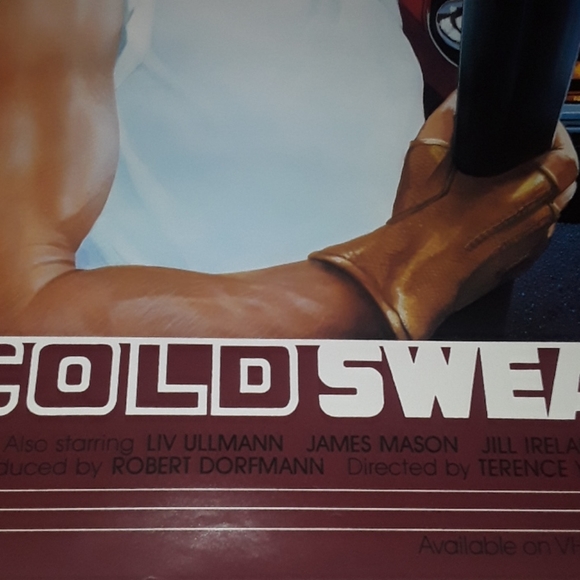 COLD SWEA
Also starring LIV ULLMANN JAMES MASON JILL IRELA
duced by ROBERT DORFMANN Directed by TERENCE
Available on VH